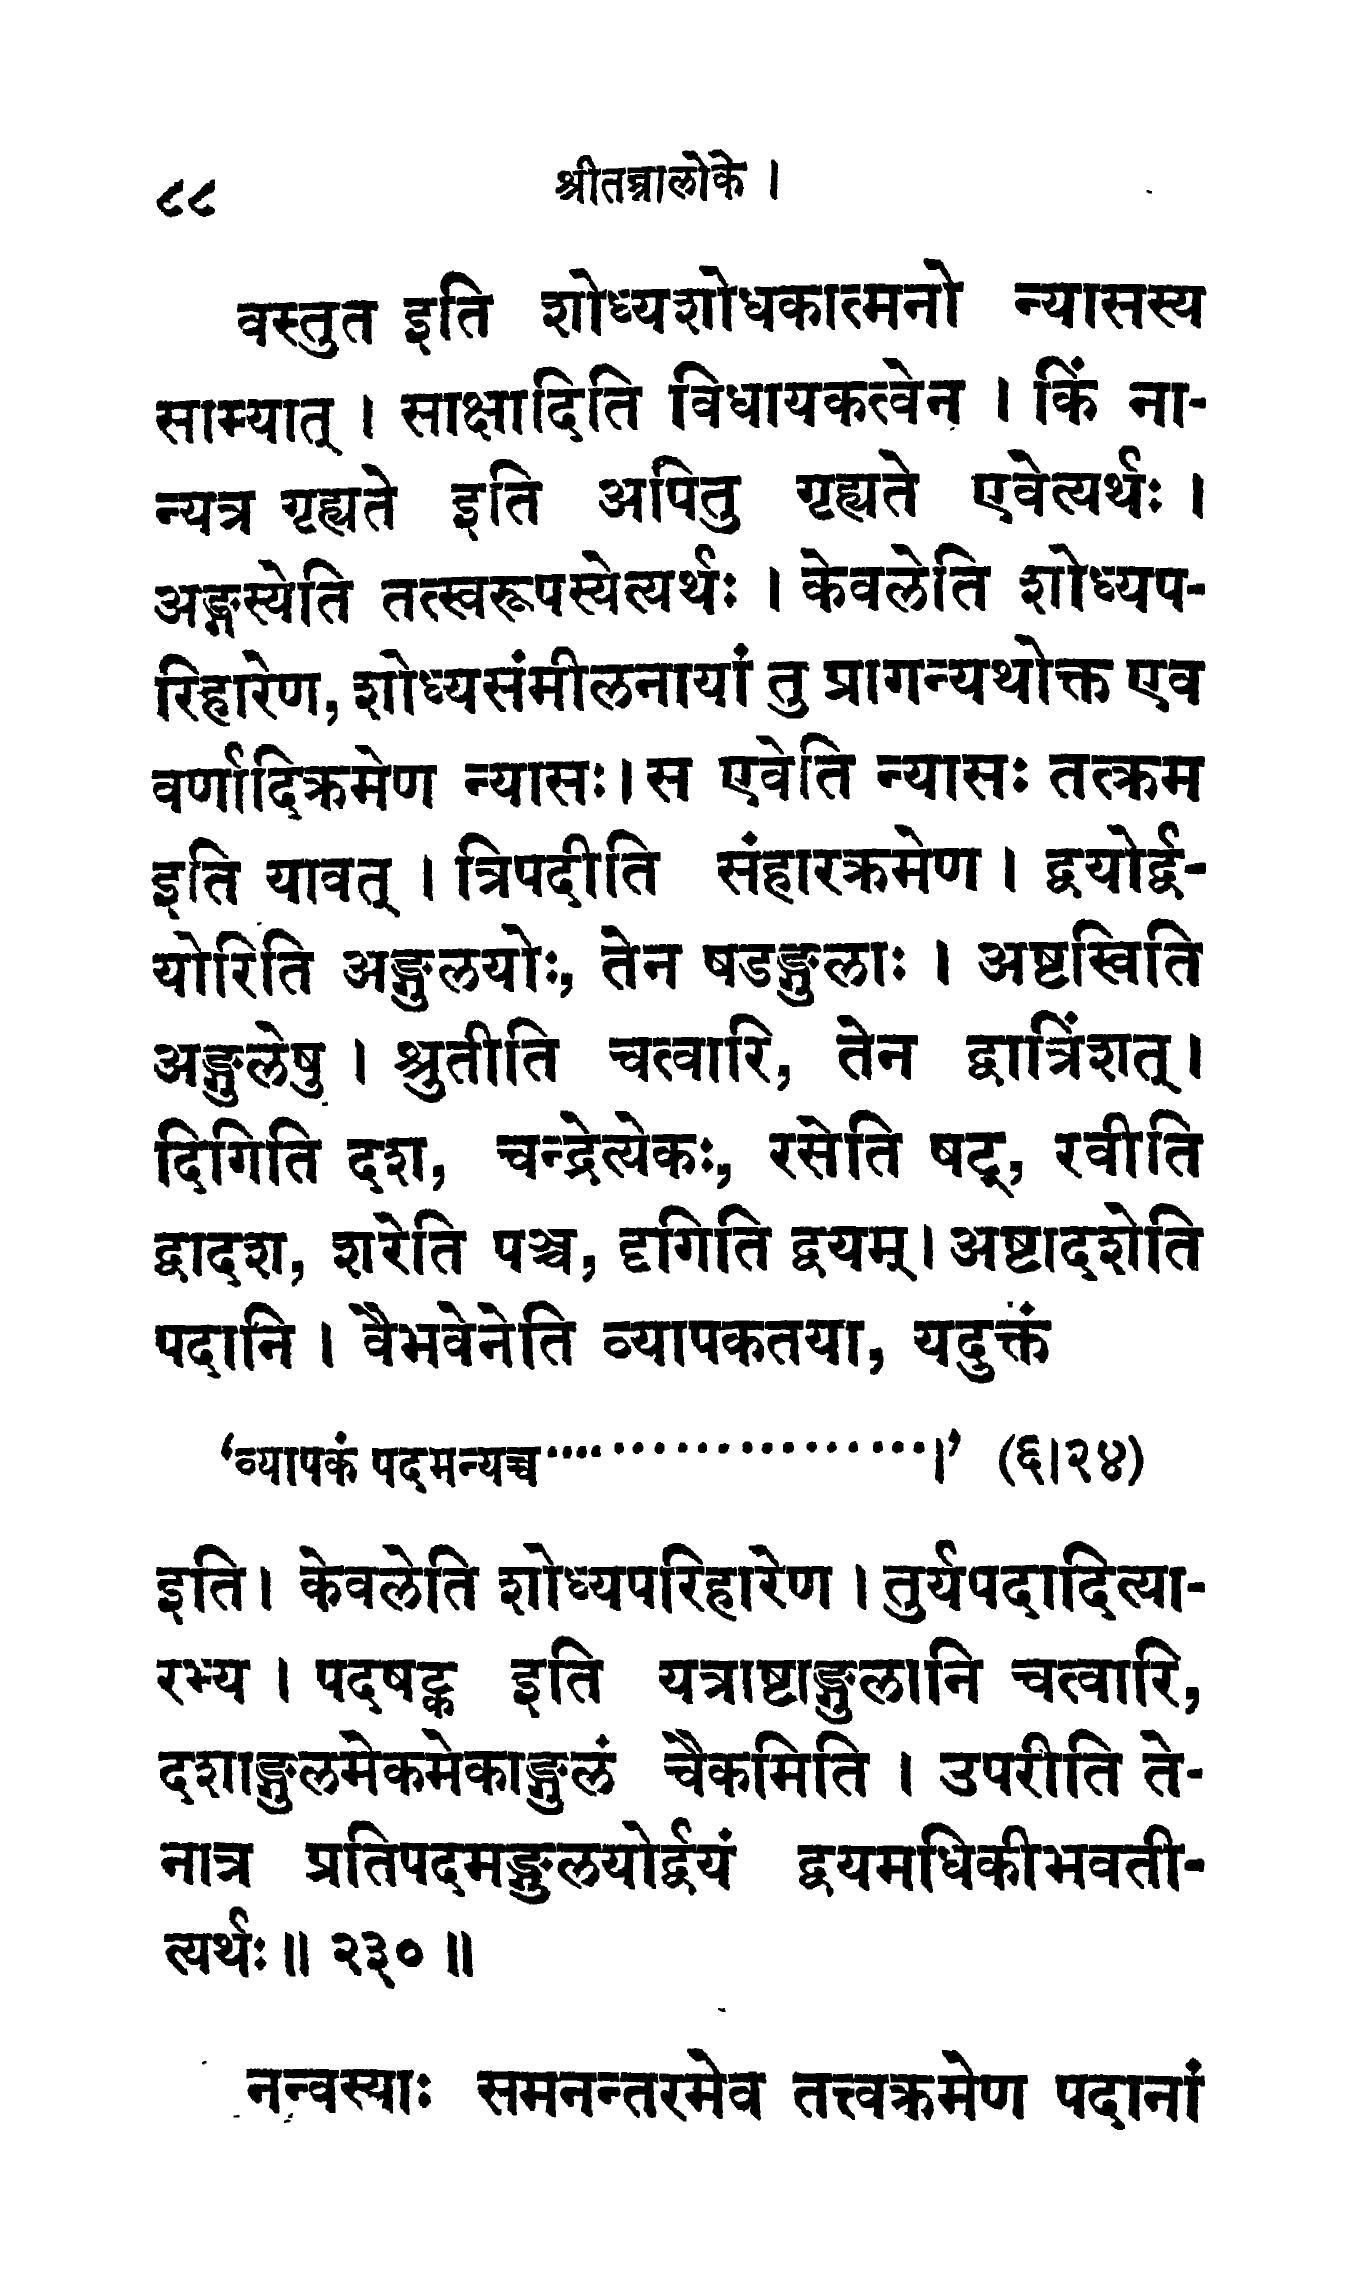 ८८
श्रीतन्त्रालोके ।
वस्तुत इति शोध्यशोधकात्मनो न्यासस्य
साम्यात् । साक्षादिति विधायकत्वेन । किं ना-
न्यत्र गृह्यते इति अपितु गृह्यते एवेत्यर्थः ।
अङ्गस्येति तत्स्वरूपस्येत्यर्थः । केवलेति शोध्यप-
रिहारेण, शोध्यसंमीलनायां तु प्रागन्यथोक्त एव
वर्णादिक्रमेण न्यासः। स एवेति न्यासः तत्क्रम
इति यावत् । त्रिपदीति संहारक्रमेण । द्वयोर्द्व-
योरिति अङ्गुलयोः, तेन षडङ्गुलाः । अष्टस्विति
अङ्गुलेषु । श्रुतीति चत्वारि, तेन द्वात्रिंशत्।
दिगिति दश, चन्द्रेत्येकः, रसेति षट्, रवीति
द्वादश, शरेति पञ्च, दृगिति द्वयम्। अष्टादशेति
पदानि । वैभवेनेति व्यापकतया, यदुक्तं
‘व्यापकं पदमन्यच्च...................।’ (६।२४)
इति। केवलेति शोध्यपरिहारेण । तुर्यपदादित्या-
रभ्य । पदषट्क इति यत्राष्टाङ्गुलानि चत्वारि,
दशाङ्गुलमेकमेकाङ्गुलं चैकमिति । उपरीति ते-
नात्र प्रतिपदमङ्गुलयोर्द्वयं द्वयमधिकीभवती-
त्यर्थः॥ २३० ॥
नन्वस्याः समनन्तरमेव तत्त्वक्रमेण पदानां